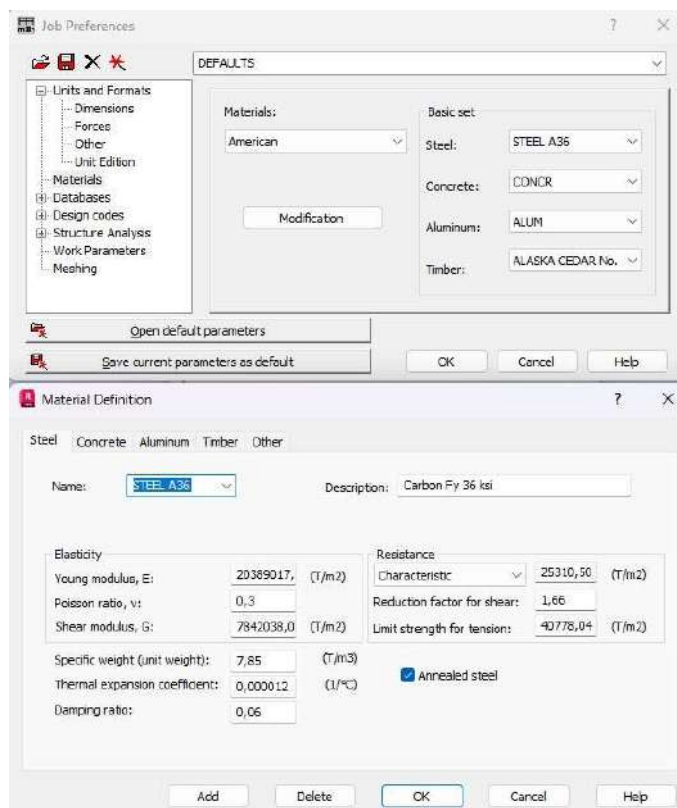 Job Preferences ?
DEFAULTS
Units and Formats
Dimensions
Forces
Other
Unit Edition
Materials
Databases
Design codes
Structure Analysis
Work Parameters
Meshing
Materials:
American
Modification
Basic set
Steel: STEEL A36
Concrete: CONCR
Aluminum: ALUM
Timber: ALASKA CEDAR No.
Open default parameters
Save current parameters as default
OK Cancel Help
Material Definition ?
Steel Concrete Aluminum Timber Other
Name: STEEL A36 Description: Carbon Fy 36 ksi
Elasticity
Young modulus, E: 20389017, (T/m2)
Poisson ratio, ν: 0,3
Shear modulus, G: 7842038,0 (T/m2)
Resistance
Characteristic 25310,50 (T/m2)
Reduction factor for shear: 1,66
Limit strength for tension: 40778,04 (T/m2)
Specific weight (unit weight): 7,85 (T/m3)
Thermal expansion coefficient: 0,000012 (1/°C)
Damping ratio: 0,06
Annealed steel
Add Delete OK Cancel Help